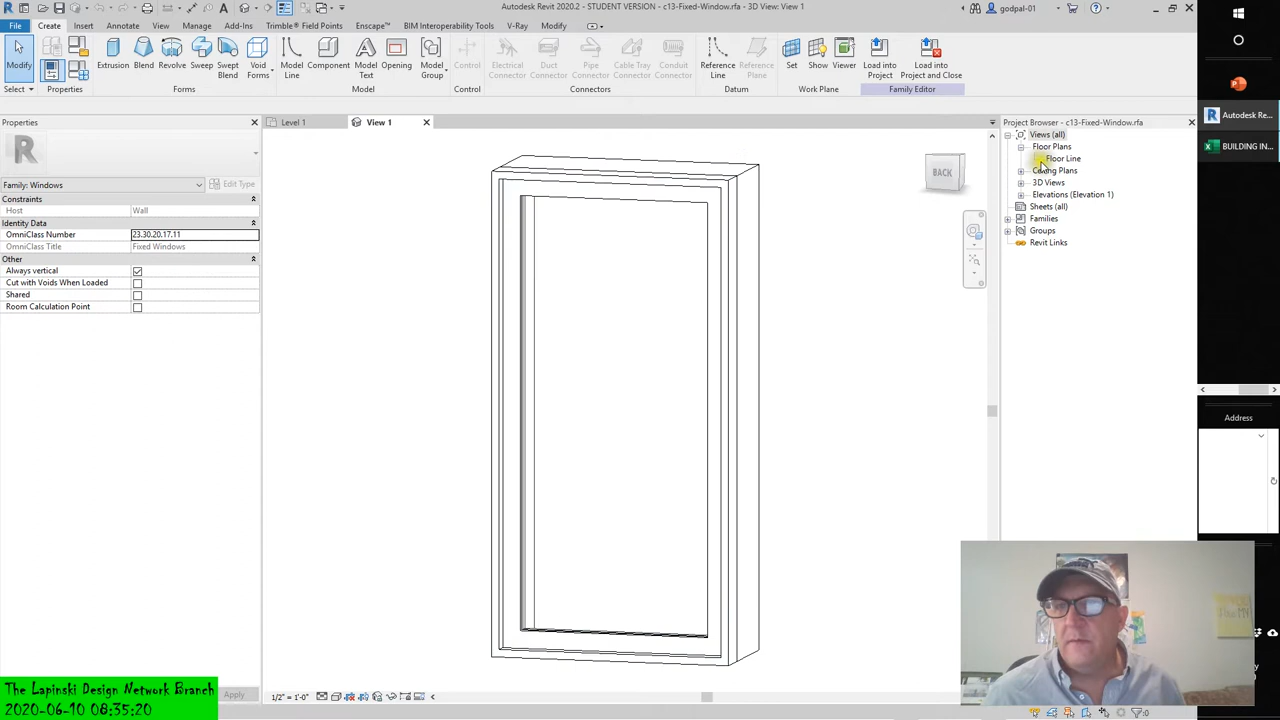 Autodesk Revit 2020.2 - STUDENT VERSION - c13-Fixed-Window.rfa - 3D View: View 1
godpal-01
File Create Insert Annotate View Manage Add-Ins Trimble® Field Points Enscape™ BIM Interoperability Tools V-Ray Modify
Modify Extrusion Blend Revolve Sweep Swept Blend Void Forms Model Line Component Model Text Opening Model Group Control Electrical Connector Duct Connector Pipe Connector Cable Tray Connector Conduit Connector Reference Line Reference Plane Set Show Viewer Load into Project Load into Project and Close
Select Properties Forms Model Control Connectors Datum Work Plane Family Editor
Autodesk Re...
BUILDING IN...
Properties
Level 1
View 1
Project Browser - c13-Fixed-Window.rfa
Family: Windows
Edit Type
Constraints
Host Wall
Identity Data
OmniClass Number 23.30.20.17.11
OmniClass Title Fixed Windows
Other
Always vertical
Cut with Voids When Loaded
Shared
Room Calculation Point
Apply
BACK
1/2" = 1'-0"
Views (all)
Floor Plans
Floor Line
Ceiling Plans
3D Views
Elevations (Elevation 1)
Sheets (all)
Families
Groups
Revit Links
Address
:0
The Lapinski Design Network Branch
2020-06-10 08:35:20